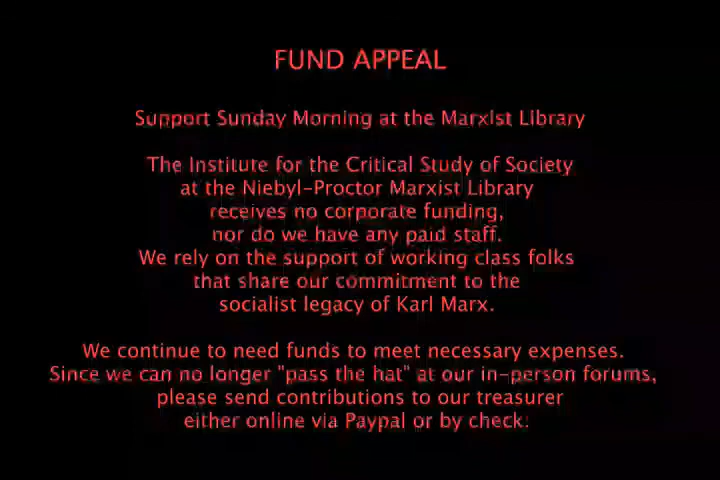 FUND APPEAL
Support Sunday Morning at the Marxist Library
The Institute for the Critical Study of Society
at the Niebyl-Proctor Marxist Library
receives no corporate funding,
nor do we have any paid staff.
We rely on the support of working class folks
that share our commitment to the
socialist legacy of Karl Marx.
We continue to need funds to meet necessary expenses.
Since we can no longer "pass the hat" at our in-person forums,
please send contributions to our treasurer
either online via Paypal or by check.